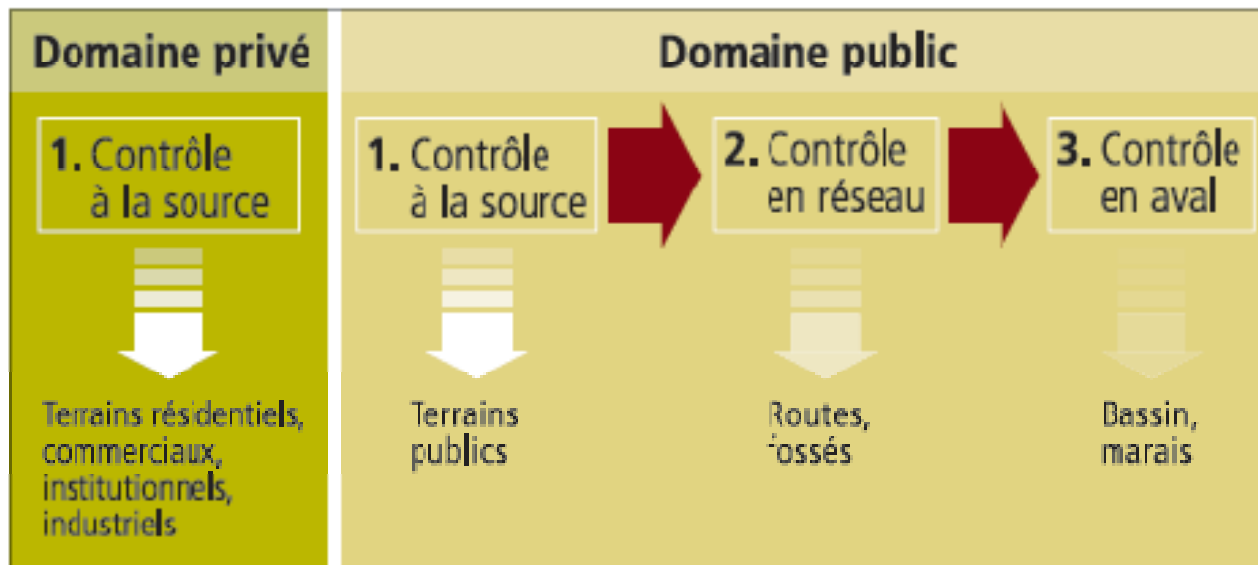 Domaine privé
1. Contrôle
à la source
Terrains résidentiels,
commerciaux,
institutionnels,
industriels
Domaine public
1. Contrôle
à la source
Terrains
publics
2. Contrôle
en réseau
Routes,
fossés
3. Contrôle
en aval
Bassin,
marais